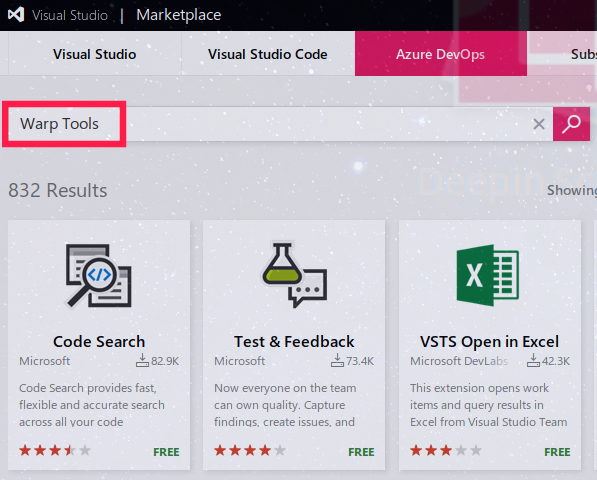 Visual Studio | Marketplace
Visual Studio
Visual Studio Code
Azure DevOps
Subs
Warp Tools
832 Results
Showing
Code Search
Microsoft
82.9K
Code Search provides fast,
flexible and accurate search
across all your code
FREE
Test & Feedback
Microsoft
73.4K
Now everyone on the team
can own quality. Capture
findings, create issues, and
FREE
VSTS Open in Excel
Microsoft DevLabs
42.3K
This extension opens work
items and query results in
Excel from Visual Studio Team
FREE